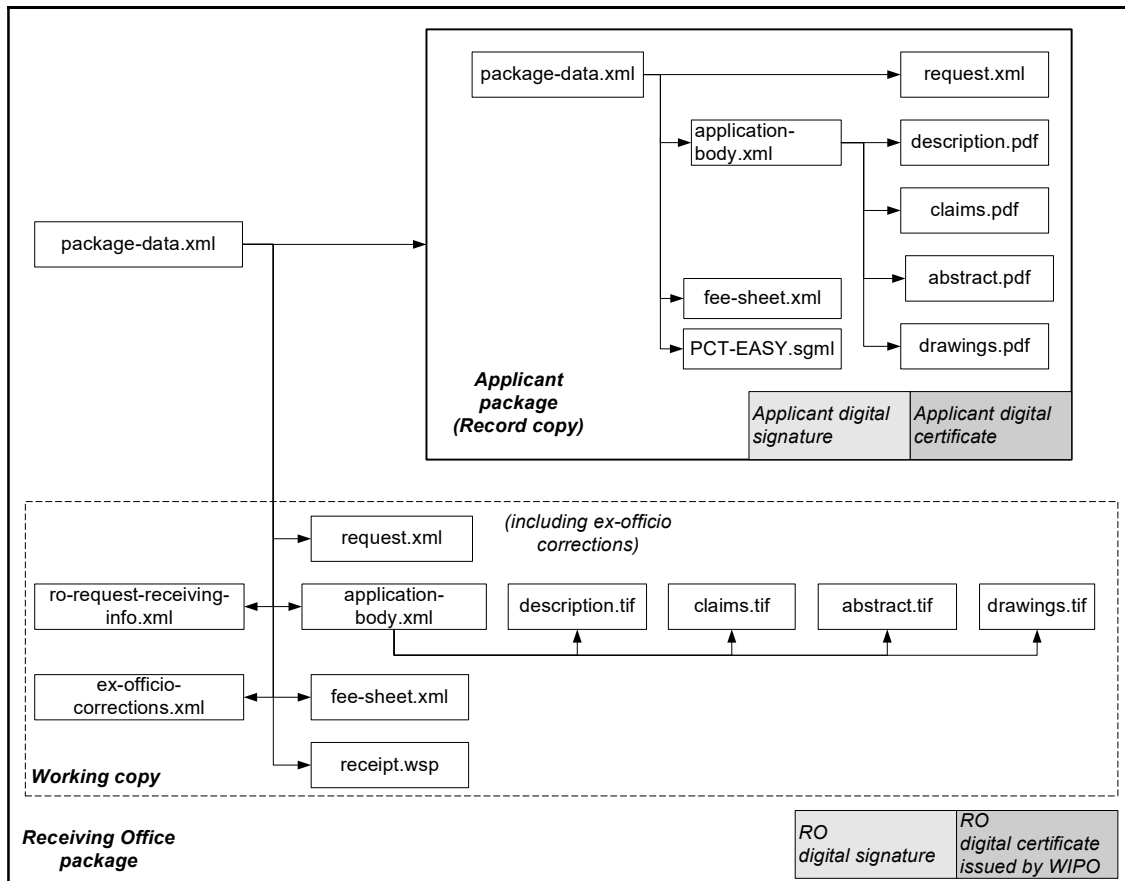 package-data.xml
request.xml
application-
body.xml
description.pdf
claims.pdf
package-data.xml
abstract.pdf
fee-sheet.xml
PCT-EASY.sgml
drawings.pdf
Applicant
package
(Record copy)
Applicant digital
signature
Applicant digital
certificate
request.xml
(including ex-officio
corrections)
ro-request-receiving-
info.xml
application-
body.xml
description.tif
claims.tif
abstract.tif
drawings.tif
ex-officio-
corrections.xml
fee-sheet.xml
receipt.wsp
Working copy
Receiving Office
package
RO
digital signature
RO
digital certificate
issued by WIPO